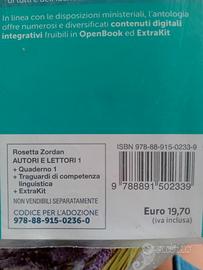 In linea con le disposizioni ministeriali, l'antologia
offre numerosi e diversificati contenuti digitali
integrativi fruibili in OpenBook ed ExtraKit
Rosetta Zordan
AUTORI E LETTORI 1
+ Quaderno 1
+ Traguardi di competenza
linguistica
+ ExtraKit
NON VENDIBILI SEPARATAMENTE
CODICE PER L'ADOZIONE
978-88-915-0236-0
ISBN 978-88-915-0233-9
9 788891 502339
Euro 19,70
(iva inclusa)
subito